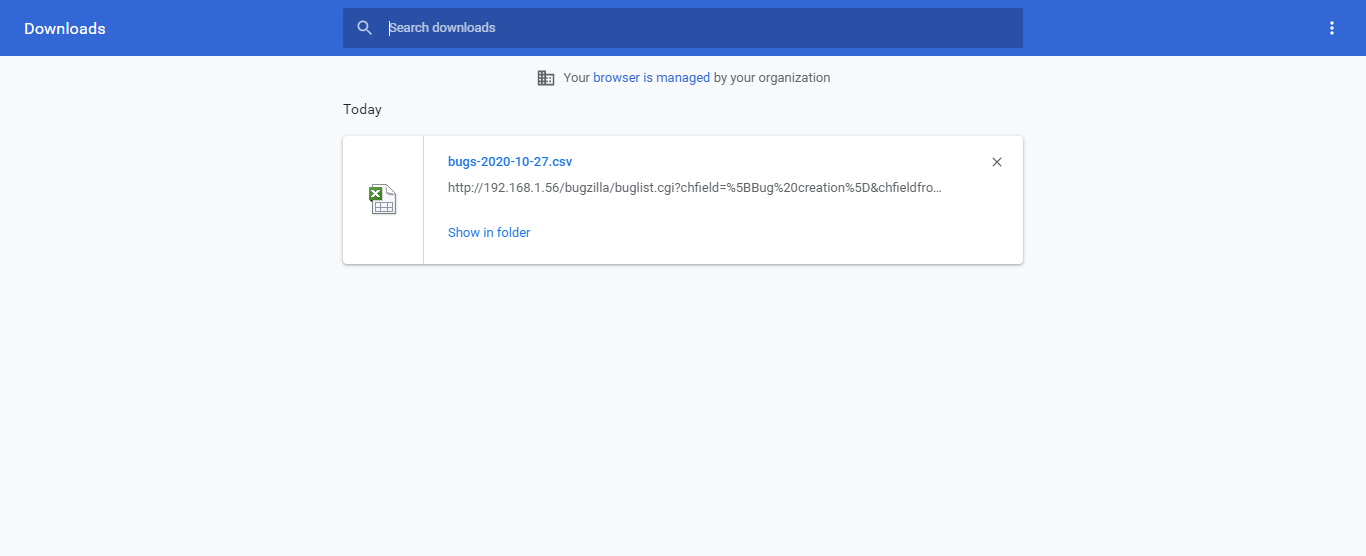 Downloads
Search downloads
Your browser is managed by your organization
Today
bugs-2020-10-27.csv
http://192.168.1.56/bugzilla/buglist.cgi?chfield=%5BBug%20creation%5D&chfieldfro...
Show in folder